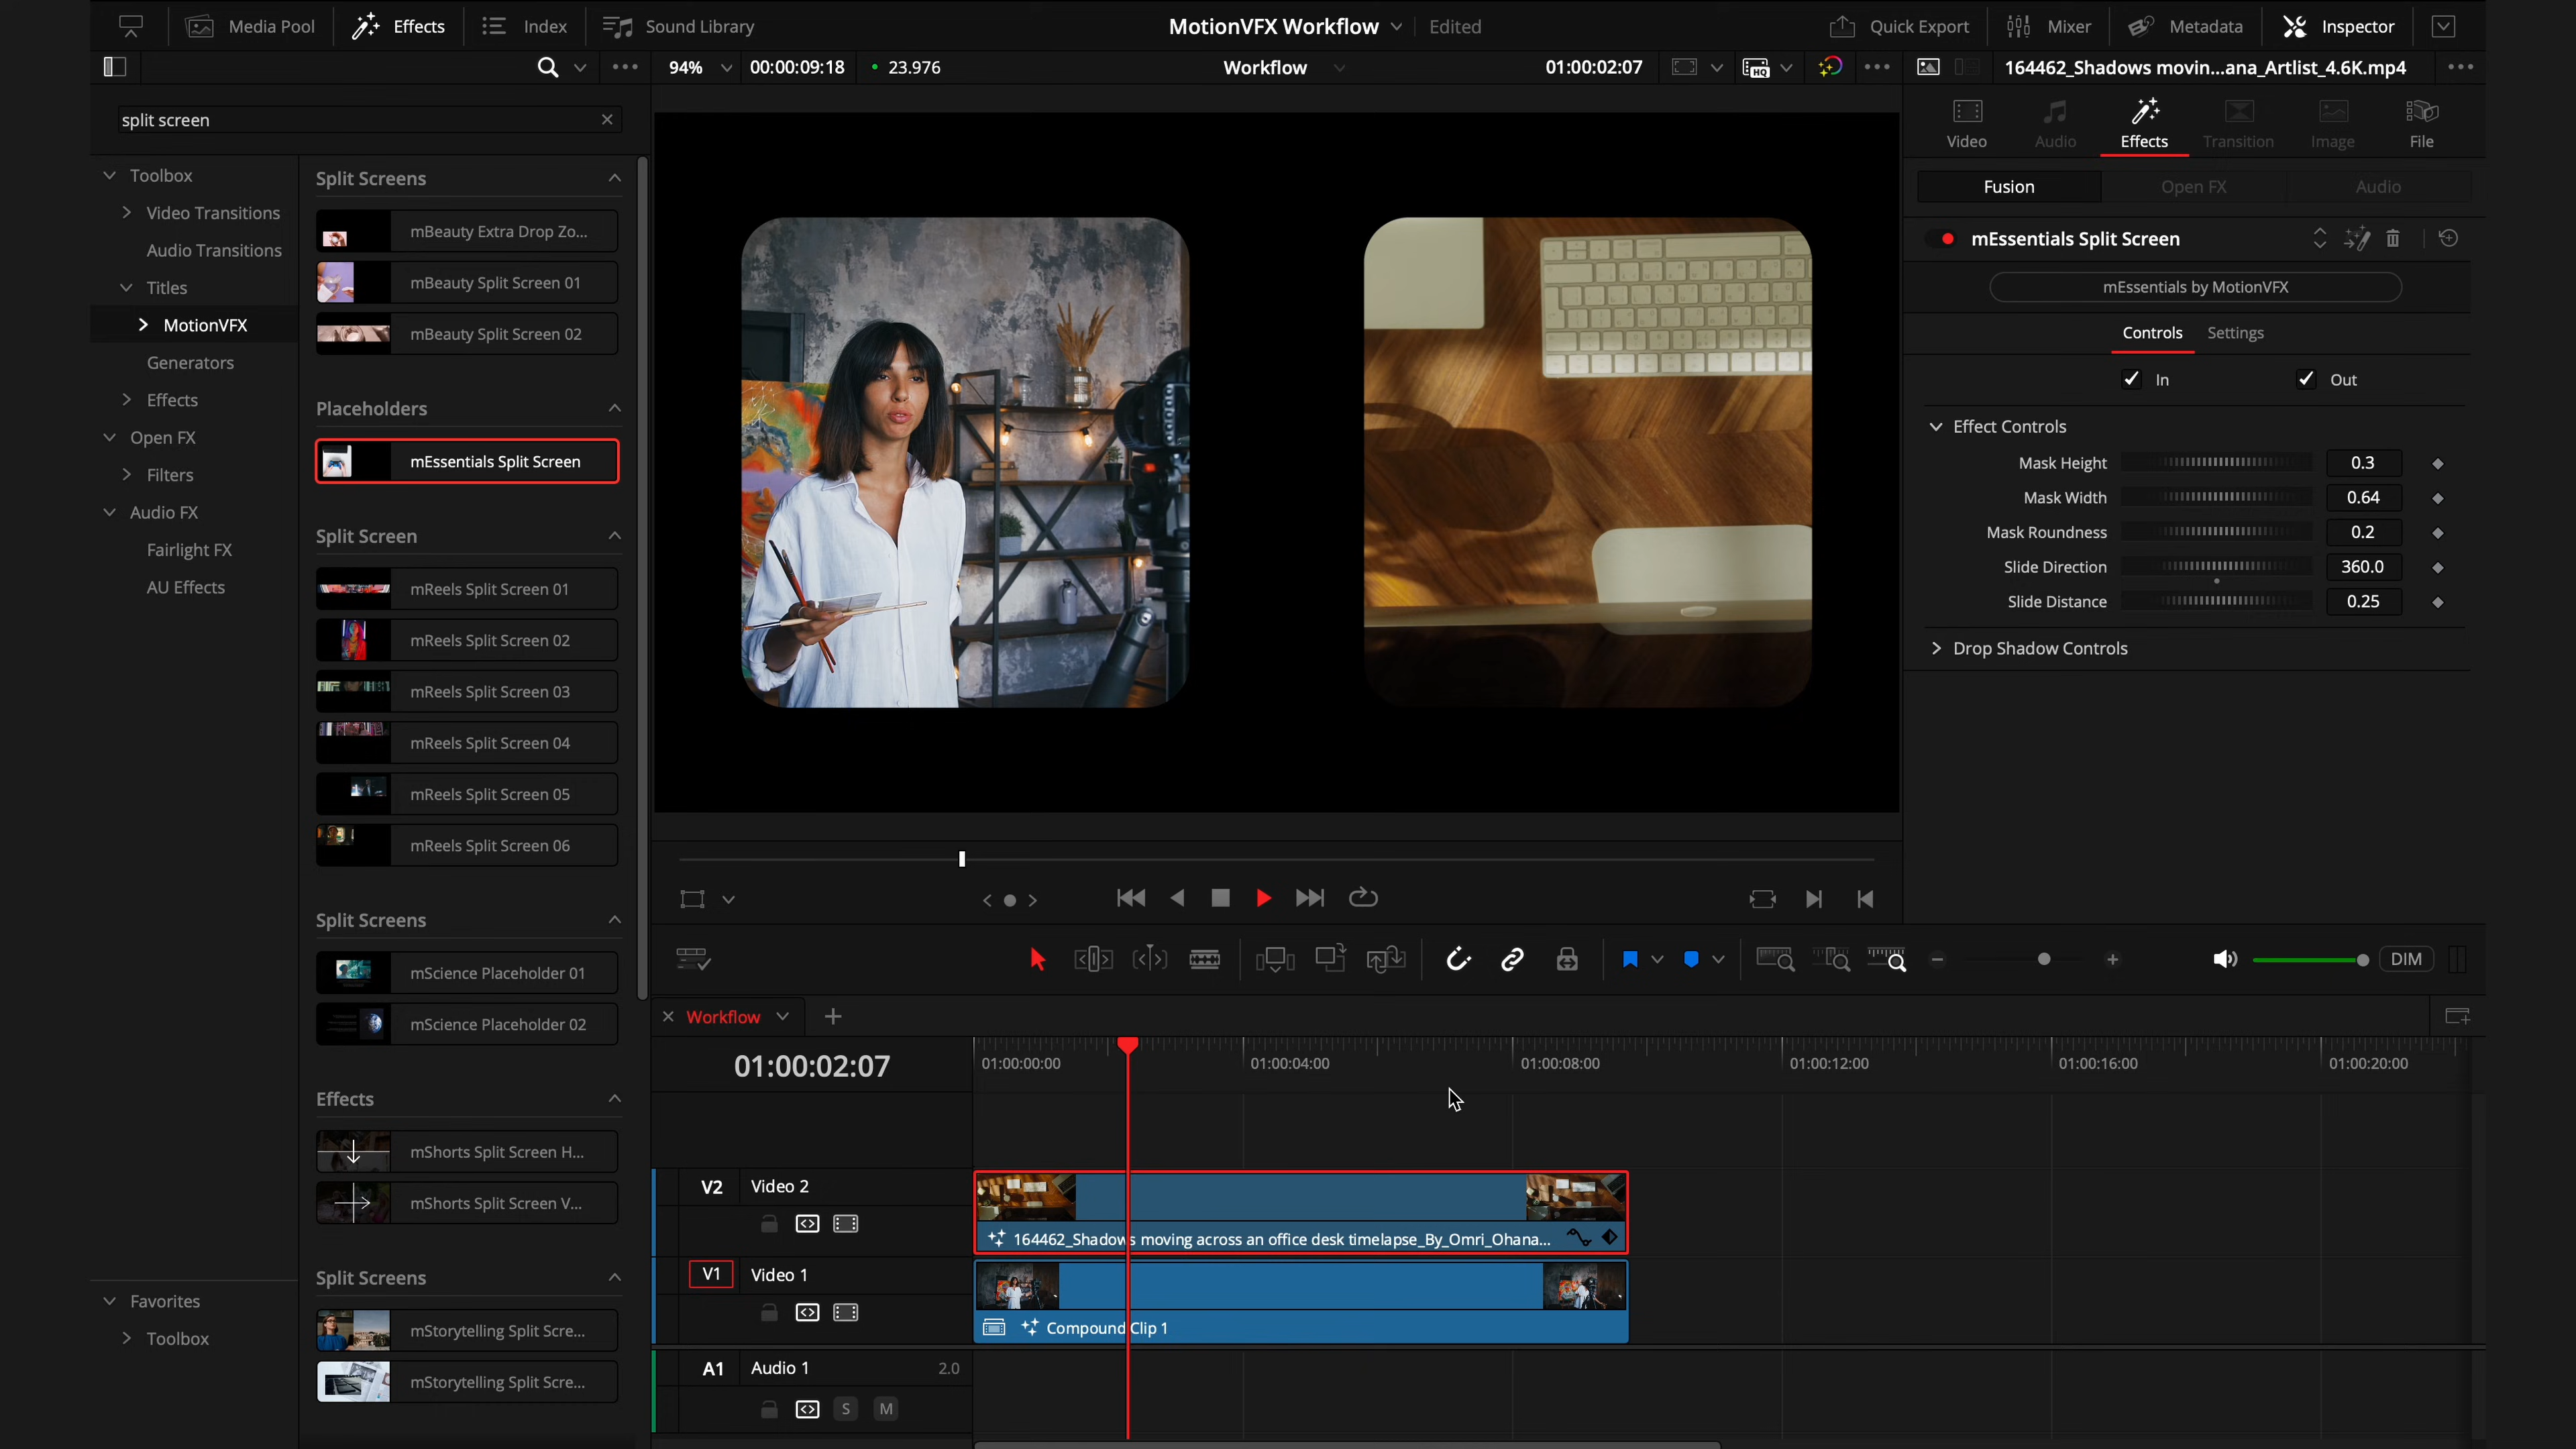 Media Pool
Effects
Index
Sound Library
MotionVFX Workflow
Edited
Quick Export
Mixer
Metadata
Inspector
94%
00:00:09:18
23.976
Workflow
01:00:02:07
HQ
164462_Shadows movin...ana_Artlist_4.6K.mp4
split screen
Toolbox
Video Transitions
Audio Transitions
Titles
MotionVFX
Generators
Effects
Open FX
Filters
Audio FX
Fairlight FX
AU Effects
Favorites
Toolbox
Split Screens
mBeauty Extra Drop Zo...
mBeauty Split Screen 01
mBeauty Split Screen 02
Placeholders
mEssentials Split Screen
Split Screen
mReels Split Screen 01
mReels Split Screen 02
mReels Split Screen 03
mReels Split Screen 04
mReels Split Screen 05
mReels Split Screen 06
Split Screens
mScience Placeholder 01
mScience Placeholder 02
Effects
mShorts Split Screen H...
mShorts Split Screen V...
Split Screens
mStorytelling Split Scre...
mStorytelling Split Scre...
Video
Audio
Effects
Transition
Image
File
Fusion
Open FX
Audio
mEssentials Split Screen
mEssentials by MotionVFX
Controls
Settings
In
Out
Effect Controls
Mask Height 0.3
Mask Width 0.64
Mask Roundness 0.2
Slide Direction 360.0
Slide Distance 0.25
Drop Shadow Controls
DIM
Workflow
01:00:02:07
01:00:00:00
01:00:04:00
01:00:08:00
01:00:12:00
01:00:16:00
01:00:20:00
V2 Video 2
164462_Shadows moving across an office desk timelapse_By_Omri_Ohana...
V1 Video 1
Compound Clip 1
A1 Audio 1 2.0
S M